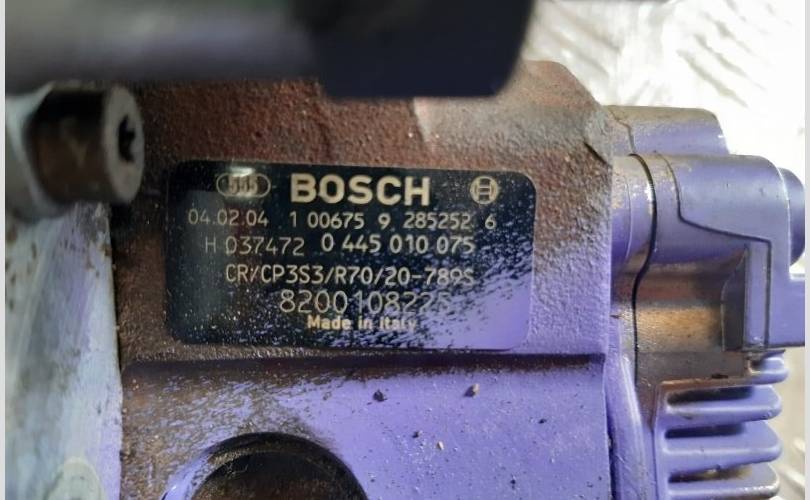 BOSCH
04.02.04 1 00675 9 285252 6
H 037472 0 445 010 075
CR/CP3S3/R70/20-789S
8200108225
Made in Italy